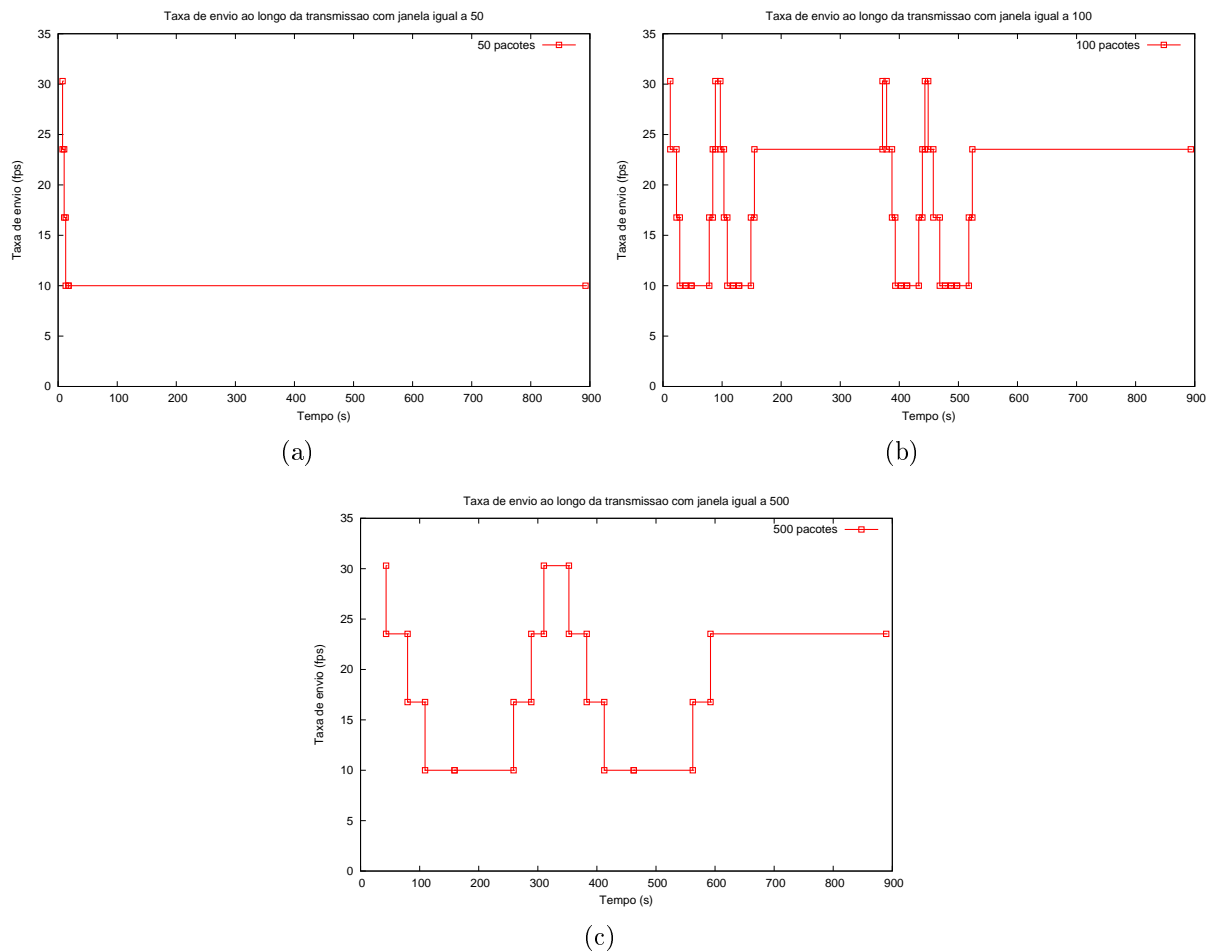 Taxa de envio ao longo da transmissao com janela igual a 50
35
30
25
20
15
10
5
0
Taxa de envio (fps)
50 pacotes
0 100 200 300 400 500 600 700 800 900
Tempo (s)
(a)
Taxa de envio ao longo da transmissao com janela igual a 100
35
30
25
20
15
10
5
0
Taxa de envio (fps)
100 pacotes
0 100 200 300 400 500 600 700 800 900
Tempo (s)
(b)
Taxa de envio ao longo da transmissao com janela igual a 500
35
30
25
20
15
10
5
0
Taxa de envio (fps)
500 pacotes
0 100 200 300 400 500 600 700 800 900
Tempo (s)
(c)